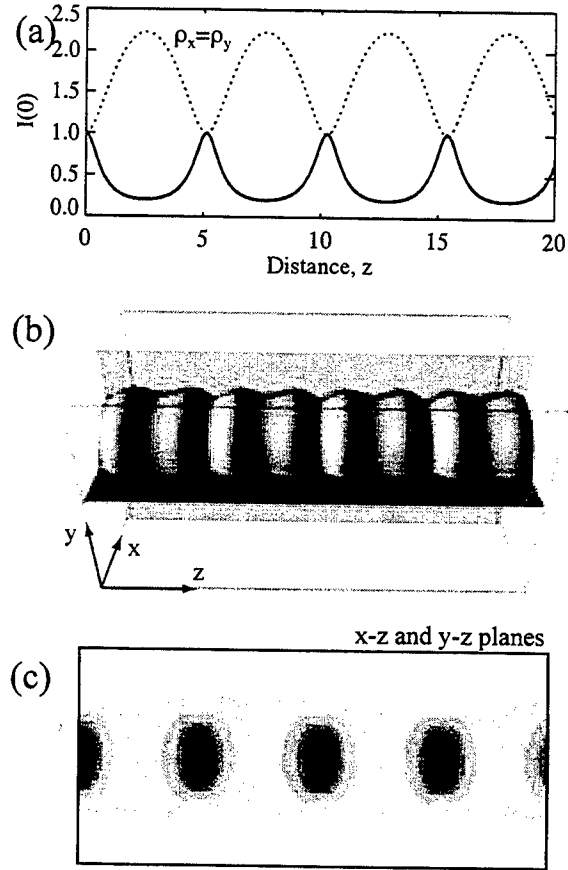 (a)
2.5
2.0
1.5
1.0
0.5
0.0
I(0)
ρx=ρy
0
5
10
15
20
Distance, z
(b)
y
x
z
x-z and y-z planes
(c)